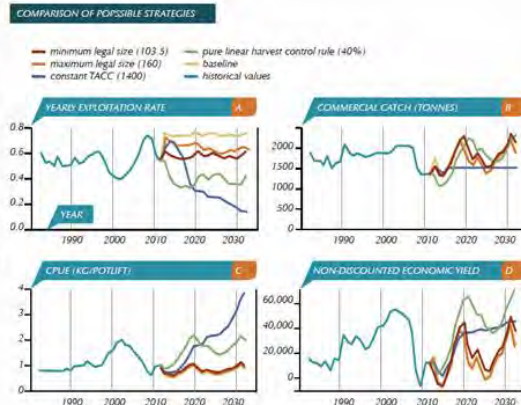 COMPARISON OF POPSSIBLE STRATEGIES
minimum legal size (103.5) pure linear harvest control rule (40%)
maximum legal size (160) baseline
constant TACC (1400) historical values
YEARLY EXPLOITATION RATE A COMMERCIAL CATCH (TONNES) B
0.8
0.6
0.4
0.2
0.0
YEAR
1990 2000 2010 2020 2030
2000
1500
1000
500
0
1990 2000 2010 2020 2030
CPUE (KG/POTLIFT) C NON-DISCOUNTED ECONOMIC YIELD D
4
3
2
1
0
1990 2000 2010 2020 2030
60,000
40,000
20,000
0
1990 2000 2010 2020 2030